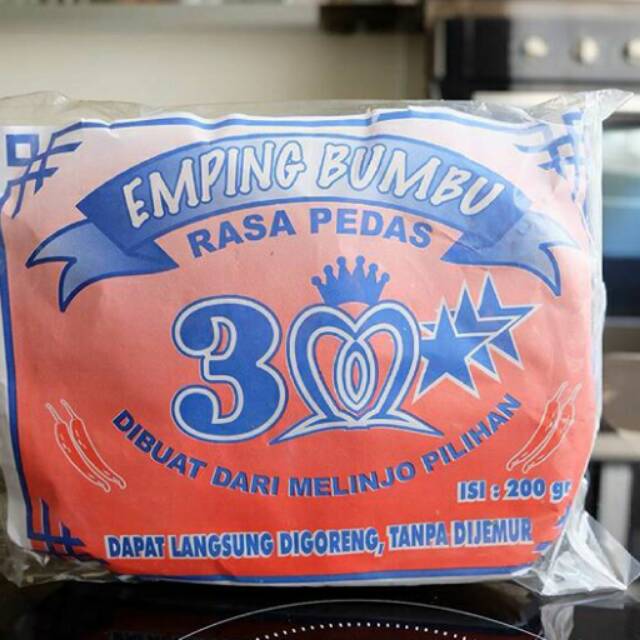 EMPING BUMBU
RASA PEDAS
3M
DIBUAT DARI MELINJO PILIHAN
ISI : 200 gr
DAPAT LANGSUNG DIGORENG, TANPA DIJEMUR